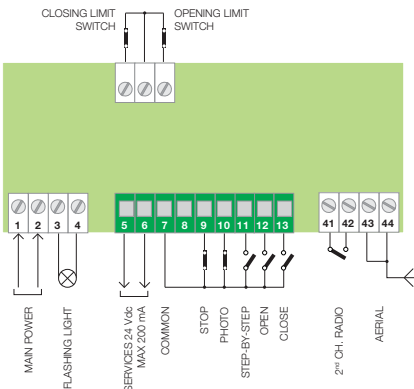 CLOSING LIMIT
SWITCH
OPENING LIMIT
SWITCH
1 2 3 4
5 6 7 8 9 10 11 12 13
41 42 43 44
MAIN POWER
FLASHING LIGHT
SERVICES 24 Vdc
MAX 200 mA
COMMON
STOP
PHOTO
STEP-BY-STEP
OPEN
CLOSE
2nd CH. RADIO
AERIAL